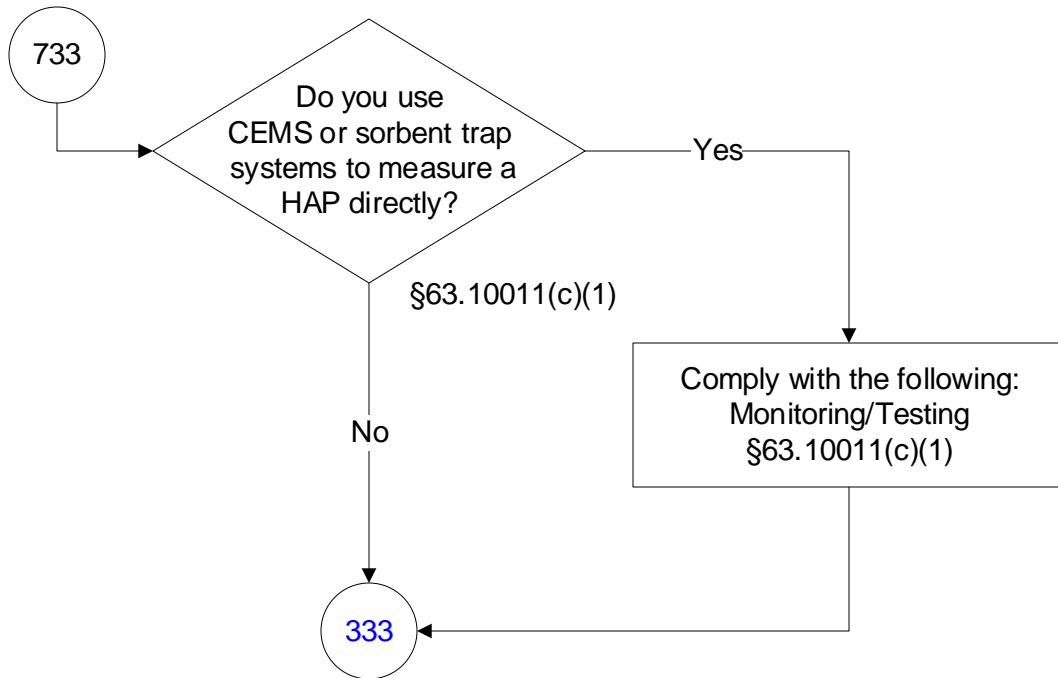 733
Do you use
CEMS or sorbent trap
systems to measure a
HAP directly?
Yes
§63.10011(c)(1)
Comply with the following:
Monitoring/Testing
§63.10011(c)(1)
No
333